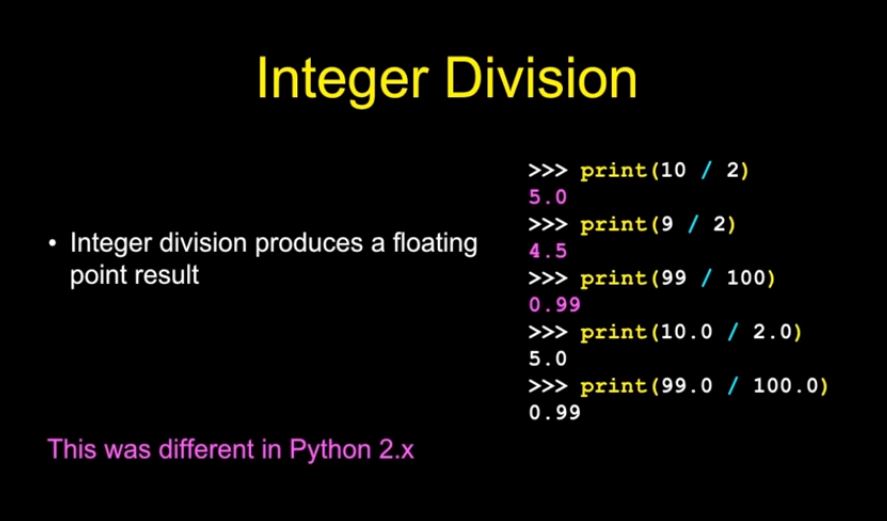 Integer Division
• Integer division produces a floating
point result
>>> print(10 / 2)
5.0
>>> print(9 / 2)
4.5
>>> print(99 / 100)
0.99
>>> print(10.0 / 2.0)
5.0
>>> print(99.0 / 100.0)
0.99
This was different in Python 2.x